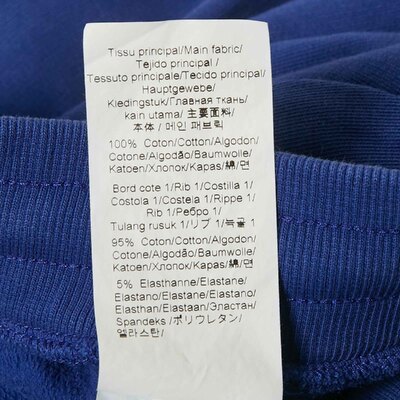 Tissu principal/Main fabric/
Tejido principal /
Tessuto principale/Tecido principal/
Hauptgewebe/
Kledingstuk/Главная ткань/
kain utama/ 主要面料/
本体 / 메인 패브릭
100% Coton/Cotton/Algodon/
Cotone/Algodão/Baumwolle/
Katoen/Хлопок/Kapas/綿/면
Bord cote 1/Rib 1/Costilla 1/
Costola 1/Costela 1/Rippe 1/
Rib 1/Ребро 1/
Tulang rusuk 1/リブ 1/늑골 1
95% Coton/Cotton/Algodon/
Cotone/Algodão/Baumwolle/
Katoen/Хлопок/Kapas/綿/면
5% Elasthanne/Elastane/
Elastano/Elastane/Elastano/
Elasthan/Elastaan/Эластан/
Spandeks /ポリウレタン/
엘라스탄/